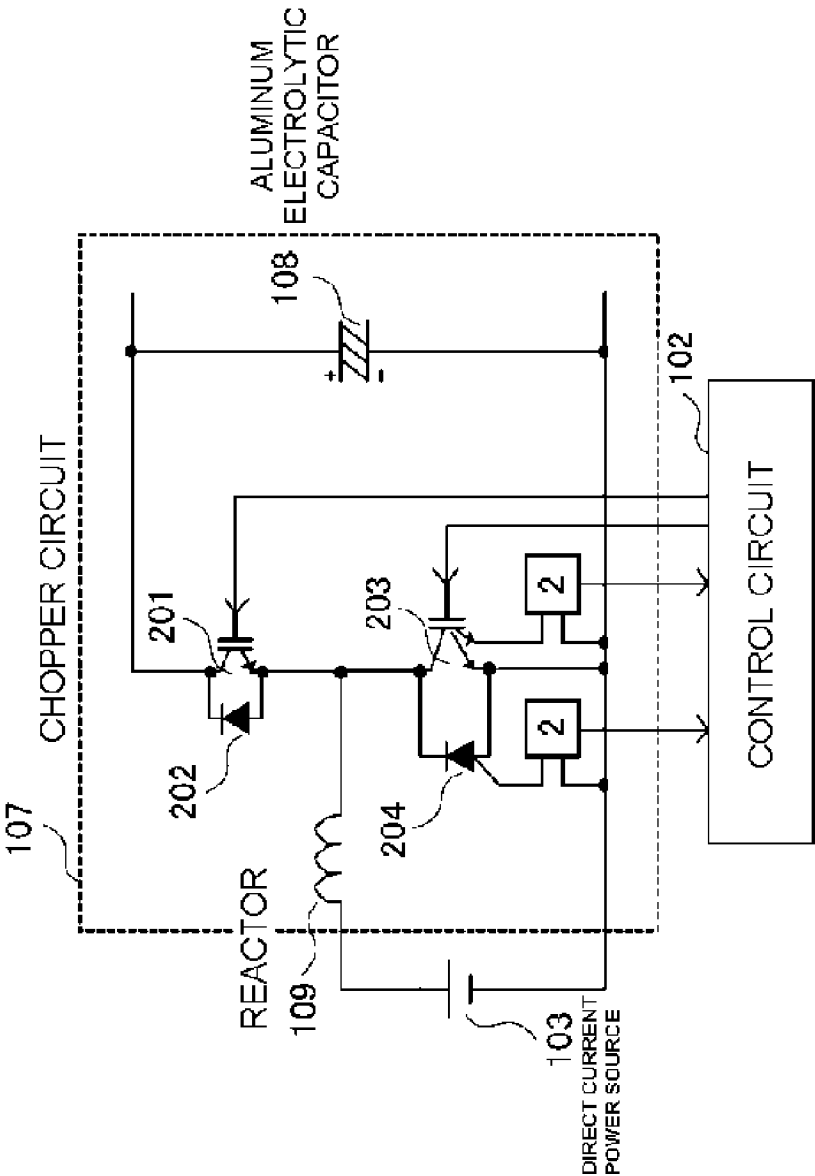 107
CHOPPER CIRCUIT
ALUMINUM
ELECTROLYTIC
CAPACITOR
201
108
+
-
202
203
REACTOR
109
204
2
2
102
103
DIRECT CURRENT
POWER SOURCE
CONTROL CIRCUIT